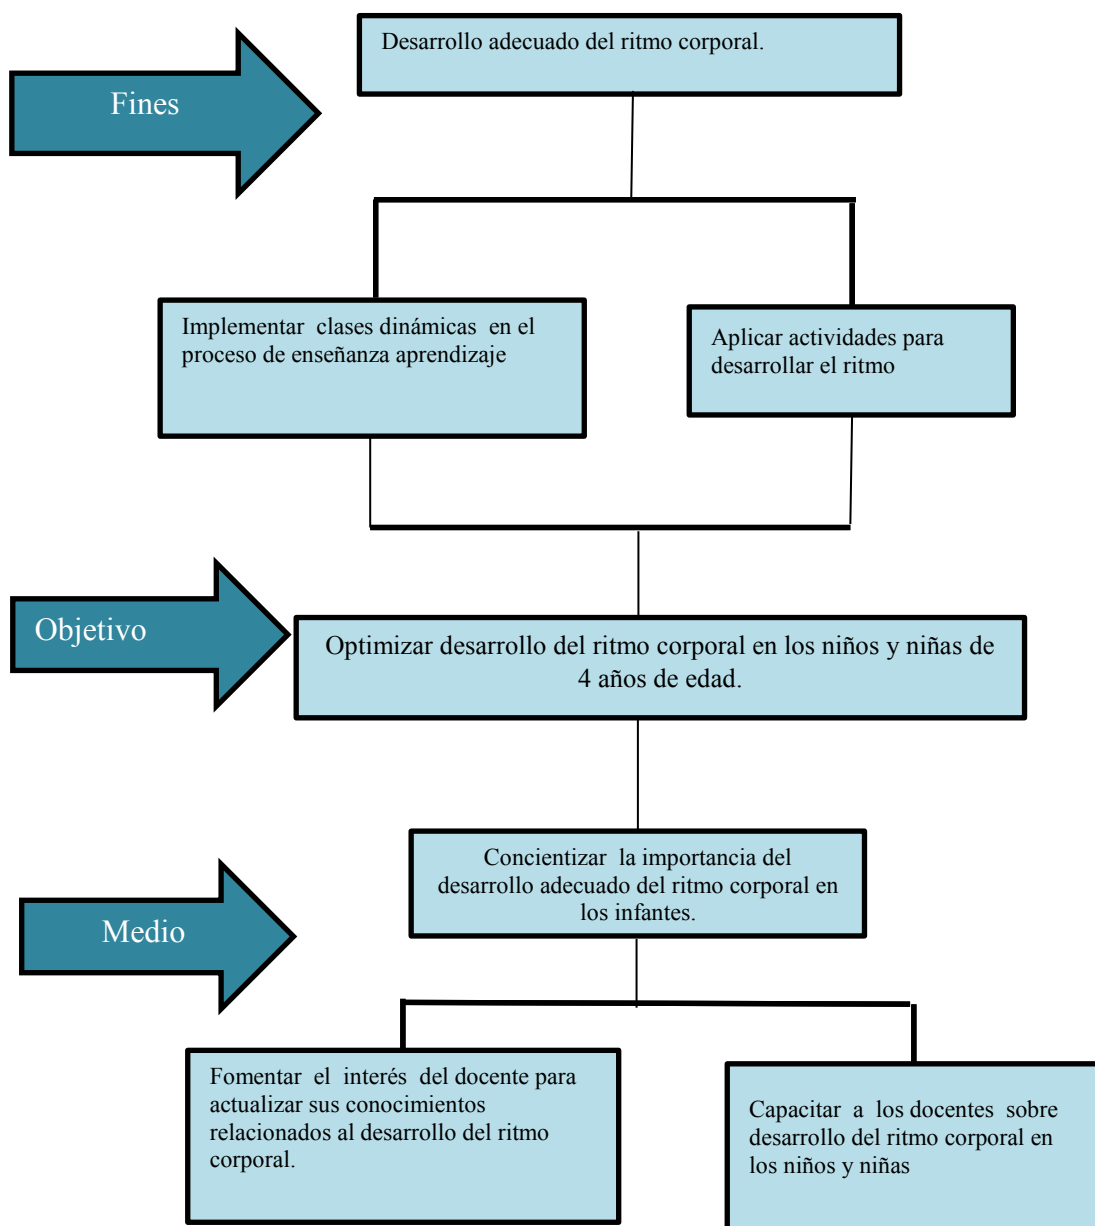 Desarrollo adecuado del ritmo corporal.
Fines
Implementar clases dinámicas en el
proceso de enseñanza aprendizaje
Aplicar actividades para
desarrollar el ritmo
Objetivo
Optimizar desarrollo del ritmo corporal en los niños y niñas de
4 años de edad.
Concientizar la importancia del
desarrollo adecuado del ritmo corporal en
los infantes.
Medio
Fomentar el interés del docente para
actualizar sus conocimientos
relacionados al desarrollo del ritmo
corporal.
Capacitar a los docentes sobre
desarrollo del ritmo corporal en
los niños y niñas